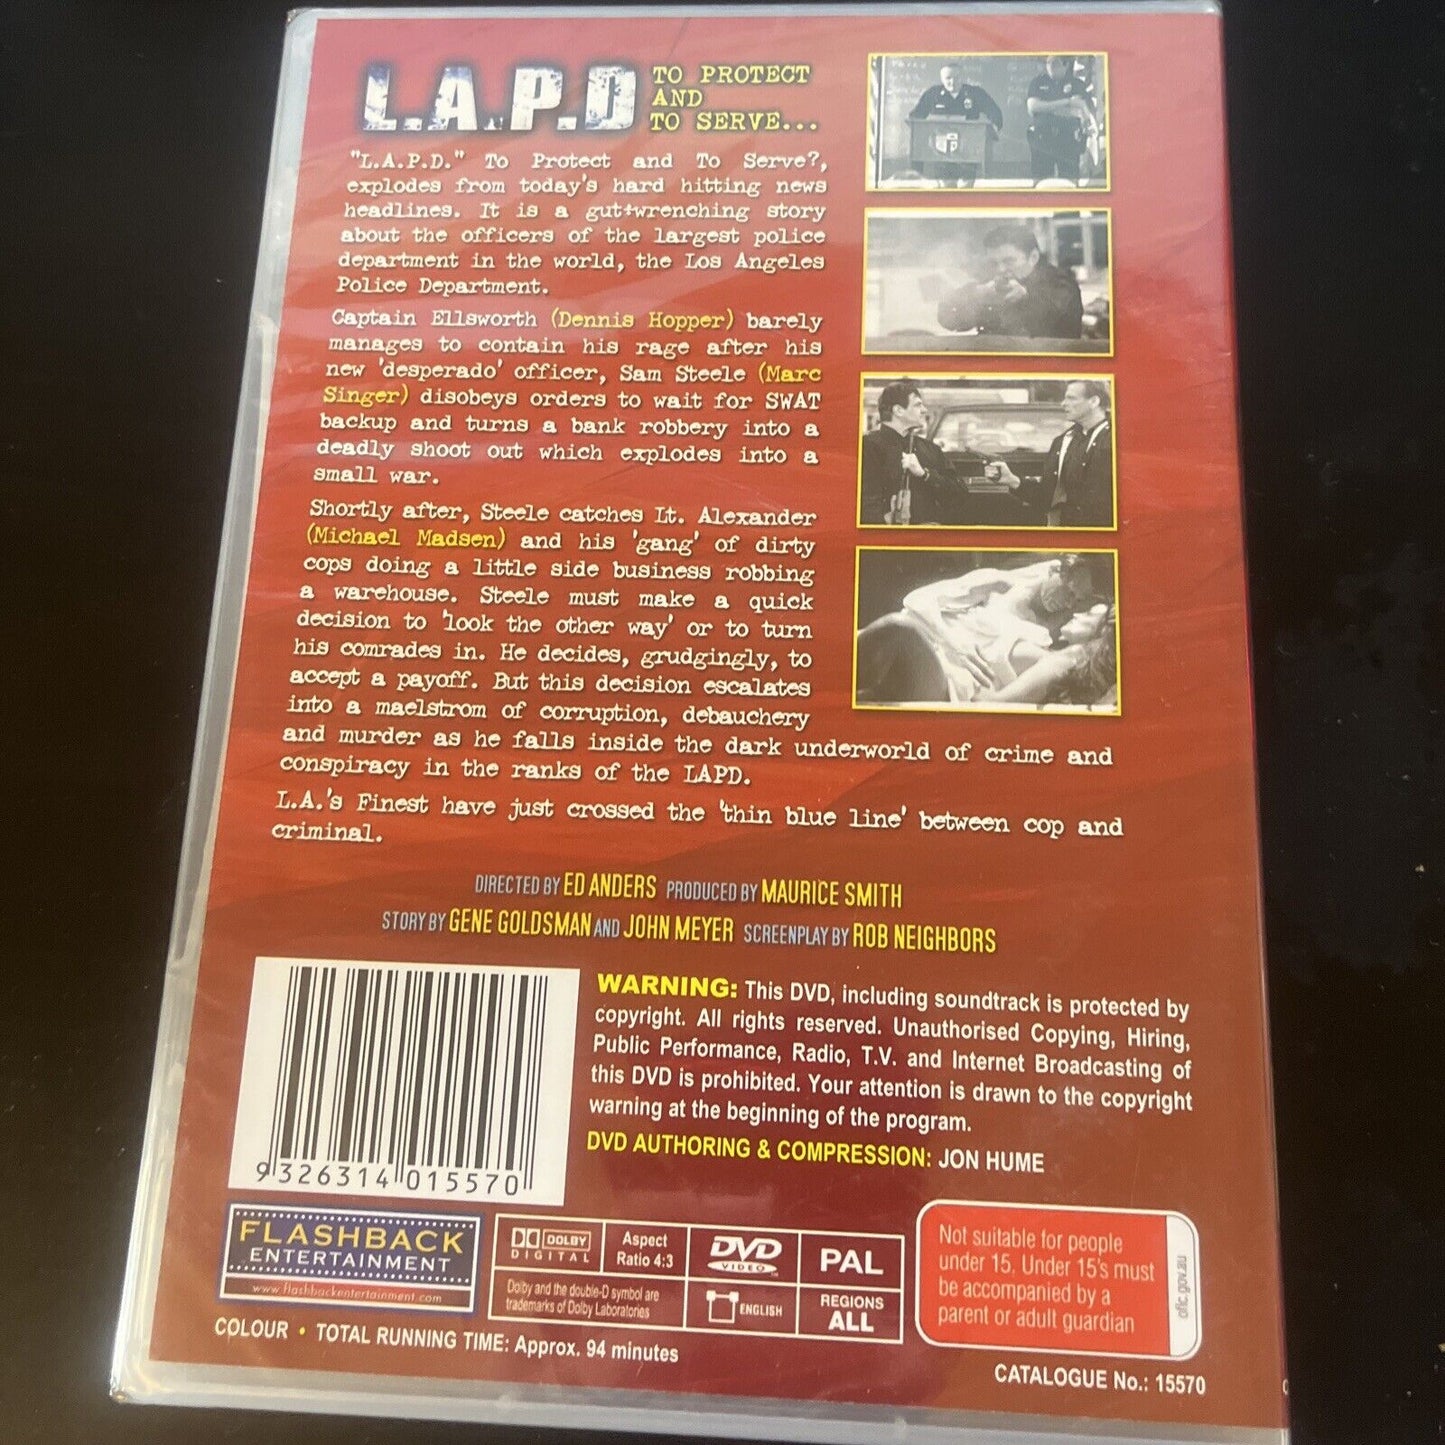 L.A.P.D
TO PROTECT
AND
TO SERVE...
"L.A.P.D." To Protect and To Serve?,
explodes from today's hard hitting news
headlines. It is a gut+wrenching story
about the officers of the largest police
department in the world, the Los Angeles
Police Department.
Captain Ellsworth (Dennis Hopper) barely
manages to contain his rage after his
new 'desperado' officer, Sam Steele (Marc
Singer) disobeys orders to wait for SWAT
backup and turns a bank robbery into a
deadly shoot out which explodes into a
small war.
Shortly after, Steele catches Lt. Alexander
(Michael Madsen) and his 'gang' of dirty
cops doing a little side business robbing
a warehouse. Steele must make a quick
decision to 'look the other way' or to turn
his comrades in. He decides, grudgingly, to
accept a payoff. But this decision escalates
into a maelstrom of corruption, debauchery
and murder as he falls inside the dark underworld of crime and
conspiracy in the ranks of the LAPD.
L.A.'s Finest have just crossed the 'thin blue line' between cop and
criminal.
DIRECTED BY ED ANDERS PRODUCED BY MAURICE SMITH
STORY BY GENE GOLDSMAN AND JOHN MEYER SCREENPLAY BY ROB NEIGHBORS
WARNING: This DVD, including soundtrack is protected by
copyright. All rights reserved. Unauthorised Copying, Hiring,
Public Performance, Radio, T.V. and Internet Broadcasting of
this DVD is prohibited. Your attention is drawn to the copyright
warning at the beginning of the program.
DVD AUTHORING & COMPRESSION: JON HUME
9 326314 015570
FLASHBACK
ENTERTAINMENT
www.flashbackentertainment.com
DOLBY
DIGITAL
Aspect
Ratio 4:3
Dolby and the double-D symbol are
trademarks of Dolby Laboratories
DVD
VIDEO
TM
ENGLISH
PAL
REGIONS
ALL
Not suitable for people
under 15. Under 15's must
be accompanied by a
parent or adult guardian
oflc.gov.au
COLOUR • TOTAL RUNNING TIME: Approx. 94 minutes
CATALOGUE No.: 15570